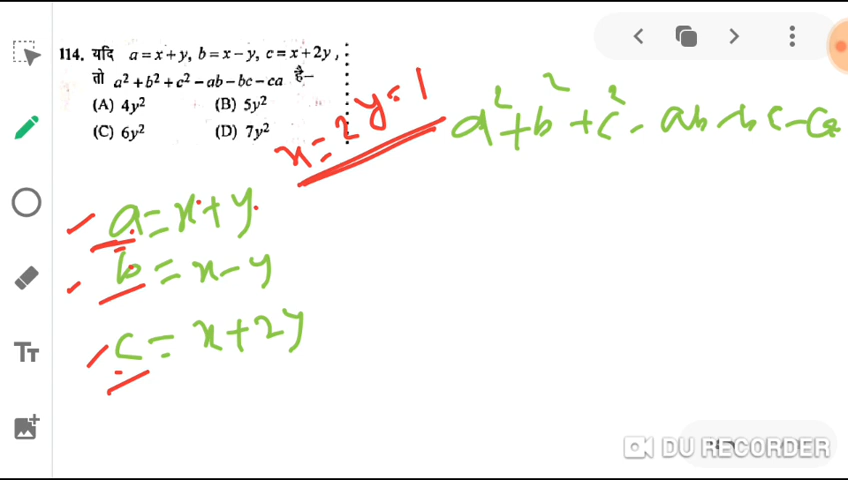 114. यदि a = x + y, b = x − y, c = x + 2y,
तो a² + b² + c² − ab − bc − ca है–
(A) 4y² (B) 5y²
(C) 6y² (D) 7y²
x = 2 y = 1
a² + b² + c² - ab - bc - ca
a = x + y
b = x - y
c = x + 2y
TT
DU RECORDER